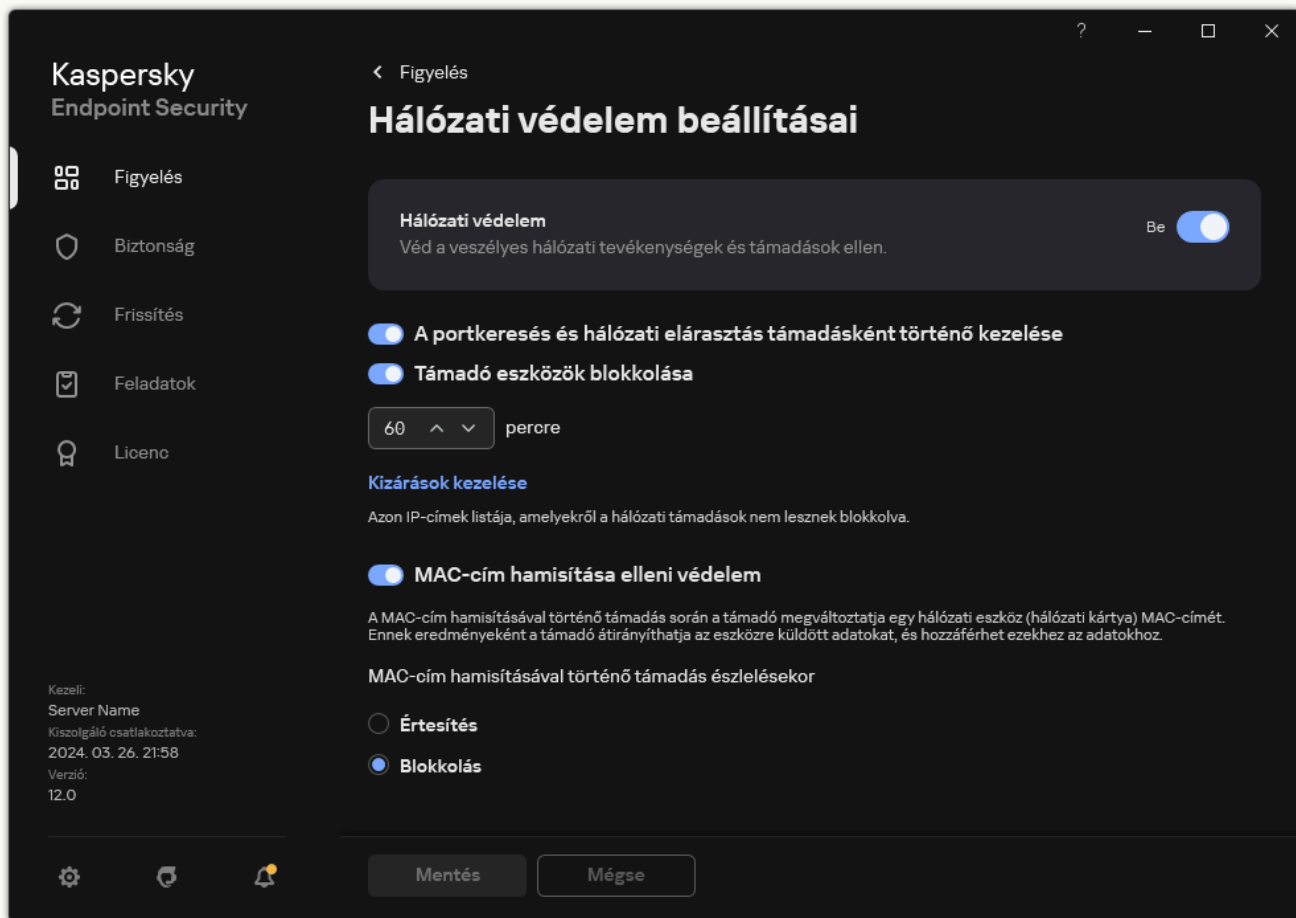 ?
Kaspersky
Endpoint Security
Figyelés
Biztonság
Frissítés
Feladatok
Licenc
Kezeli:
Server Name
Kiszolgáló csatlakoztatva:
2024. 03. 26. 21:58
Verzió:
12.0
Figyelés
Hálózati védelem beállításai
Hálózati védelem
Véd a veszélyes hálózati tevékenységek és támadások ellen.
Be
A portkeresés és hálózati elárasztás támadásként történő kezelése
Támadó eszközök blokkolása
60 percre
Kizárások kezelése
Azon IP-címek listája, amelyekről a hálózati támadások nem lesznek blokkolva.
MAC-cím hamisítása elleni védelem
A MAC-cím hamisításával történő támadás során a támadó megváltoztatja egy hálózati eszköz (hálózati kártya) MAC-címét.
Ennek eredményeként a támadó átirányíthatja az eszközre küldött adatokat, és hozzáférhet ezekhez az adatokhoz.
MAC-cím hamisításával történő támadás észlelésekor
Értesítés
Blokkolás
Mentés
Mégse